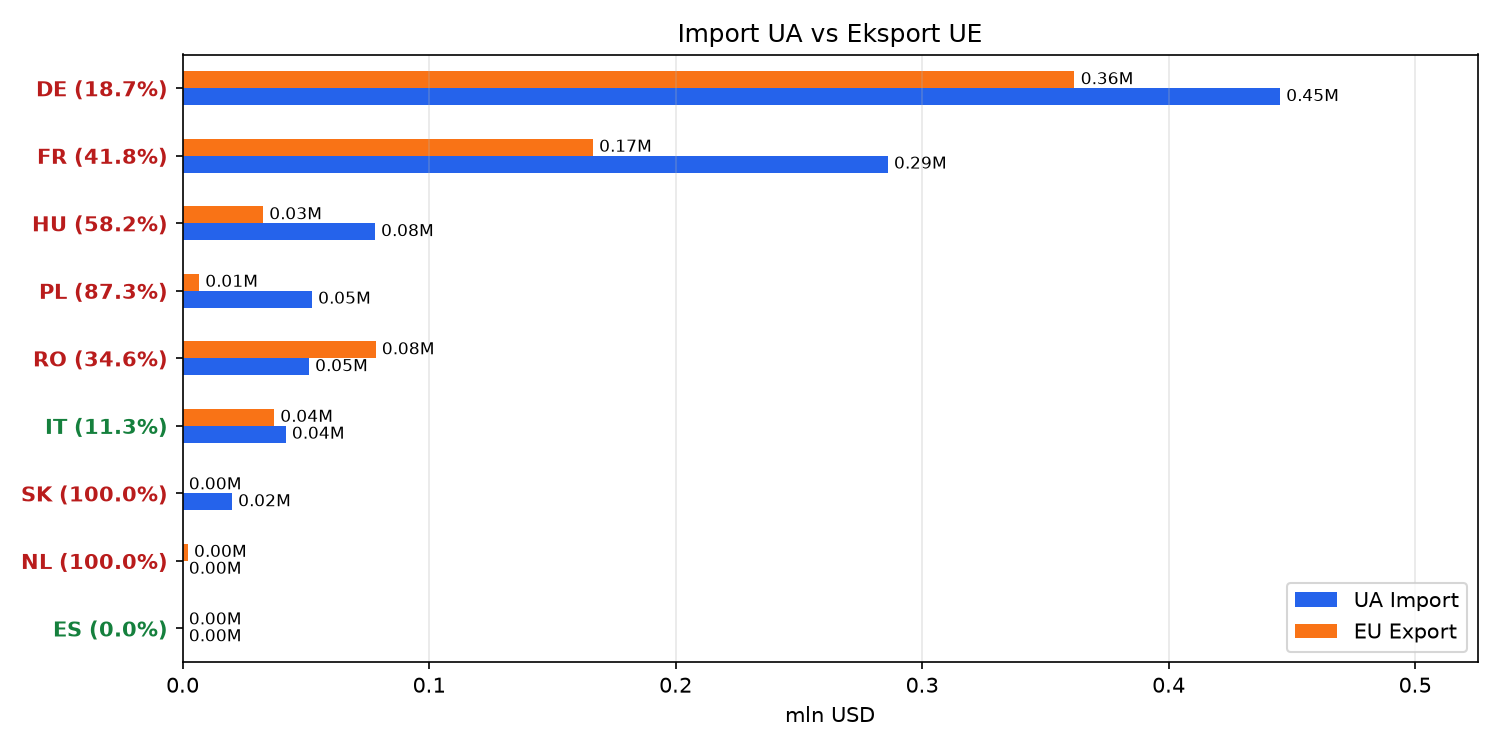 Import UA vs Eksport UE
DE (18.7%)
0.36M
0.45M
FR (41.8%)
0.17M
0.29M
HU (58.2%)
0.03M
0.08M
PL (87.3%)
0.01M
0.05M
RO (34.6%)
0.08M
0.05M
IT (11.3%)
0.04M
0.04M
SK (100.0%)
0.00M
0.02M
NL (100.0%)
0.00M
0.00M
ES (0.0%)
0.00M
0.00M
UA Import
EU Export
0.0 0.1 0.2 0.3 0.4 0.5
mln USD